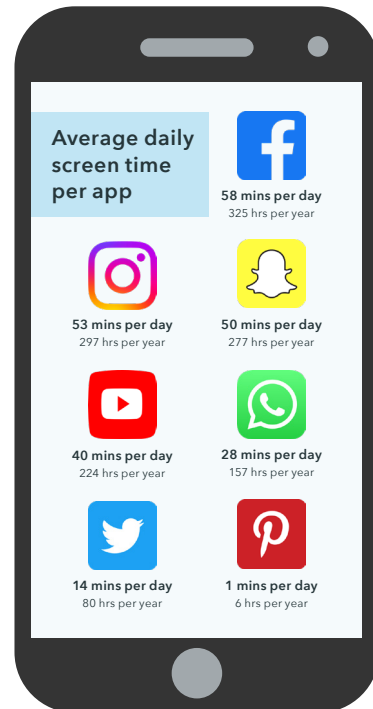 Average daily
screen time
per app
58 mins per day
325 hrs per year
53 mins per day
297 hrs per year
50 mins per day
277 hrs per year
40 mins per day
224 hrs per year
28 mins per day
157 hrs per year
14 mins per day
80 hrs per year
1 mins per day
6 hrs per year